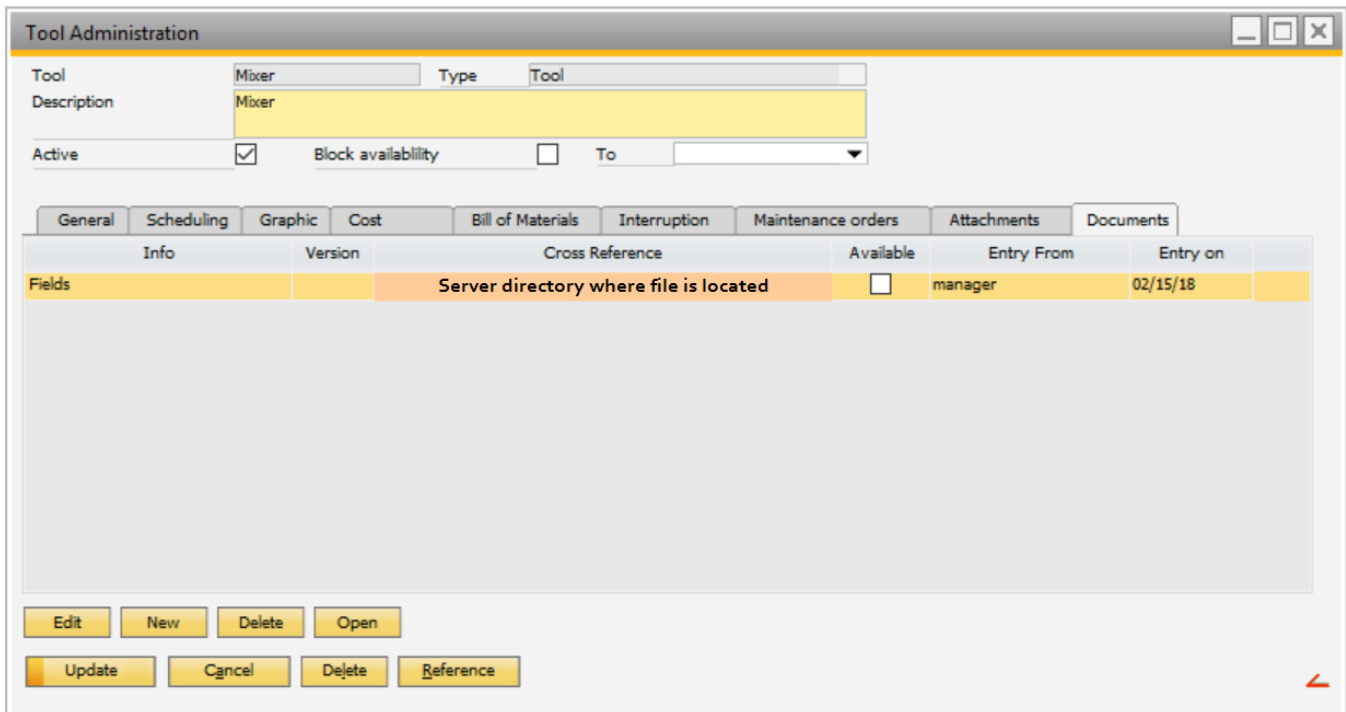 Tool Administration
Tool Mixer Type Tool
Description Mixer
Active Block availablility To
General Scheduling Graphic Cost Bill of Materials Interruption Maintenance orders Attachments Documents
Info Version Cross Reference Available Entry From Entry on
Fields Server directory where file is located manager 02/15/18
Edit New Delete Open
Update Cancel Delete Reference